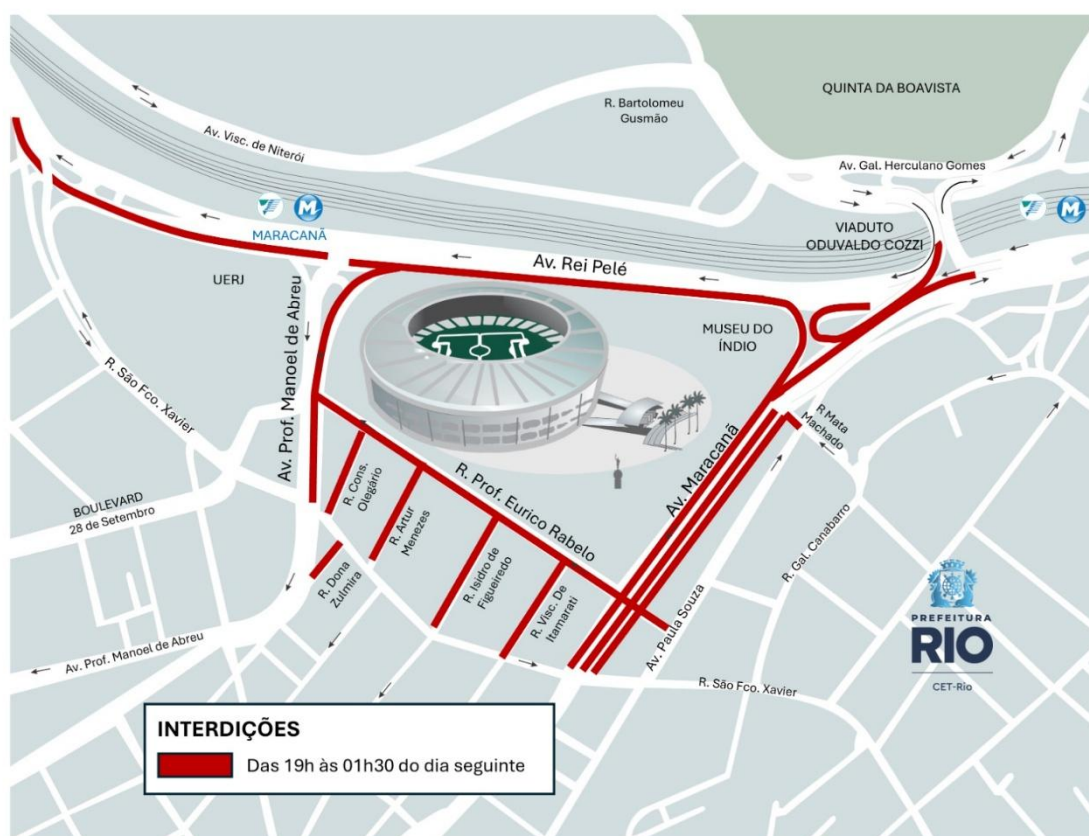 QUINTA DA BOAVISTA
R. Bartolomeu
Gusmão
Av. Visc. de Niterói
Av. Gal. Herculano Gomes
M
M
MARACANÃ
VIADUTO
ODUVALDO COZZI
UERJ
Av. Rei Pelé
MUSEU DO
ÍNDIO
Av. Prof. Manoel de Abreu
R. São Fco. Xavier
R Mata
Machado
Av. Maracanã
R. Cons.
Olegário
R. Prof. Eurico Rabelo
BOULEVARD
28 de Setembro
R. Artur
Menezes
R. Gal. Canabarro
R. Dona
Zulmira
R. Isidro de
Figueiredo
R. Visc. De
Itamarati
Av. Paula Souza
Av. Prof. Manoel de Abreu
R. São Fco. Xavier
PREFEITURA
RIO
CET-Rio
INTERDIÇÕES
Das 19h às 01h30 do dia seguinte